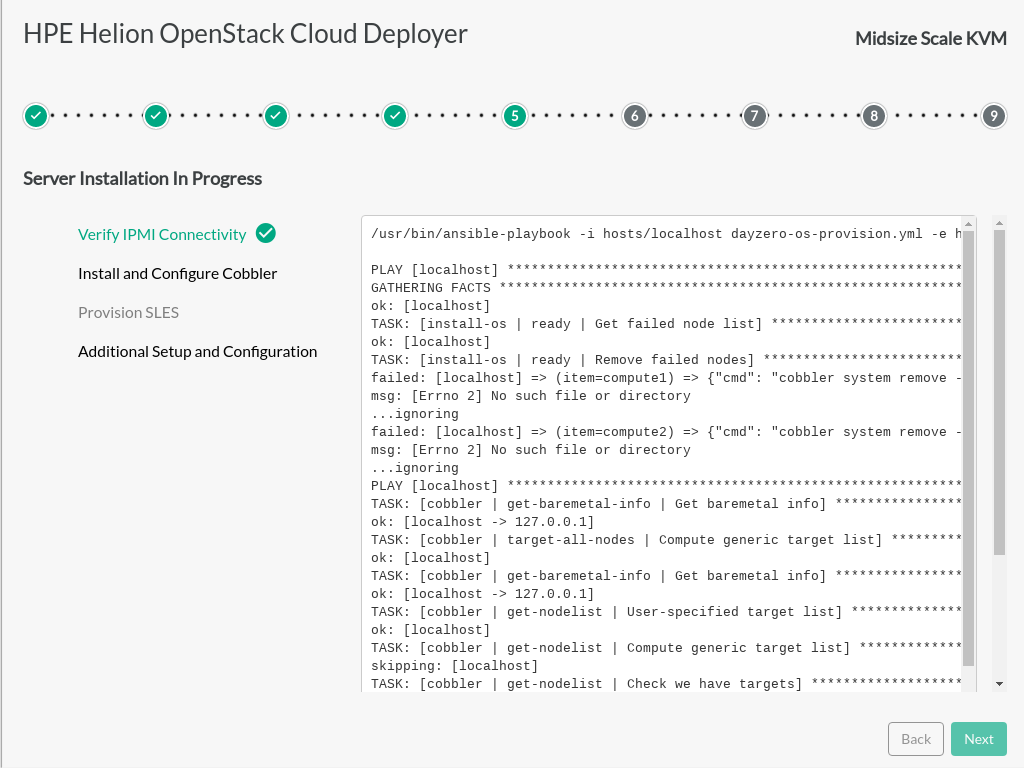 HPE Helion OpenStack Cloud Deployer
Midsize Scale KVM
5 6 7 8 9
Server Installation In Progress
Verify IPMI Connectivity
Install and Configure Cobbler
Provision SLES
Additional Setup and Configuration
/usr/bin/ansible-playbook -i hosts/localhost dayzero-os-provision.yml -e h
PLAY [localhost] *********************************************************
GATHERING FACTS **********************************************************
ok: [localhost]
TASK: [install-os | ready | Get failed node list] ************************
ok: [localhost]
TASK: [install-os | ready | Remove failed nodes] *************************
failed: [localhost] => (item=compute1) => {"cmd": "cobbler system remove -
msg: [Errno 2] No such file or directory
...ignoring
failed: [localhost] => (item=compute2) => {"cmd": "cobbler system remove -
msg: [Errno 2] No such file or directory
...ignoring
PLAY [localhost] *********************************************************
TASK: [cobbler | get-baremetal-info | Get baremetal info] ****************
ok: [localhost -> 127.0.0.1]
TASK: [cobbler | target-all-nodes | Compute generic target list] *********
ok: [localhost]
TASK: [cobbler | get-baremetal-info | Get baremetal info] ****************
ok: [localhost -> 127.0.0.1]
TASK: [cobbler | get-nodelist | User-specified target list] **************
ok: [localhost]
TASK: [cobbler | get-nodelist | Compute generic target list] *************
skipping: [localhost]
TASK: [cobbler | get-nodelist | Check we have targets] *******************
Back
Next